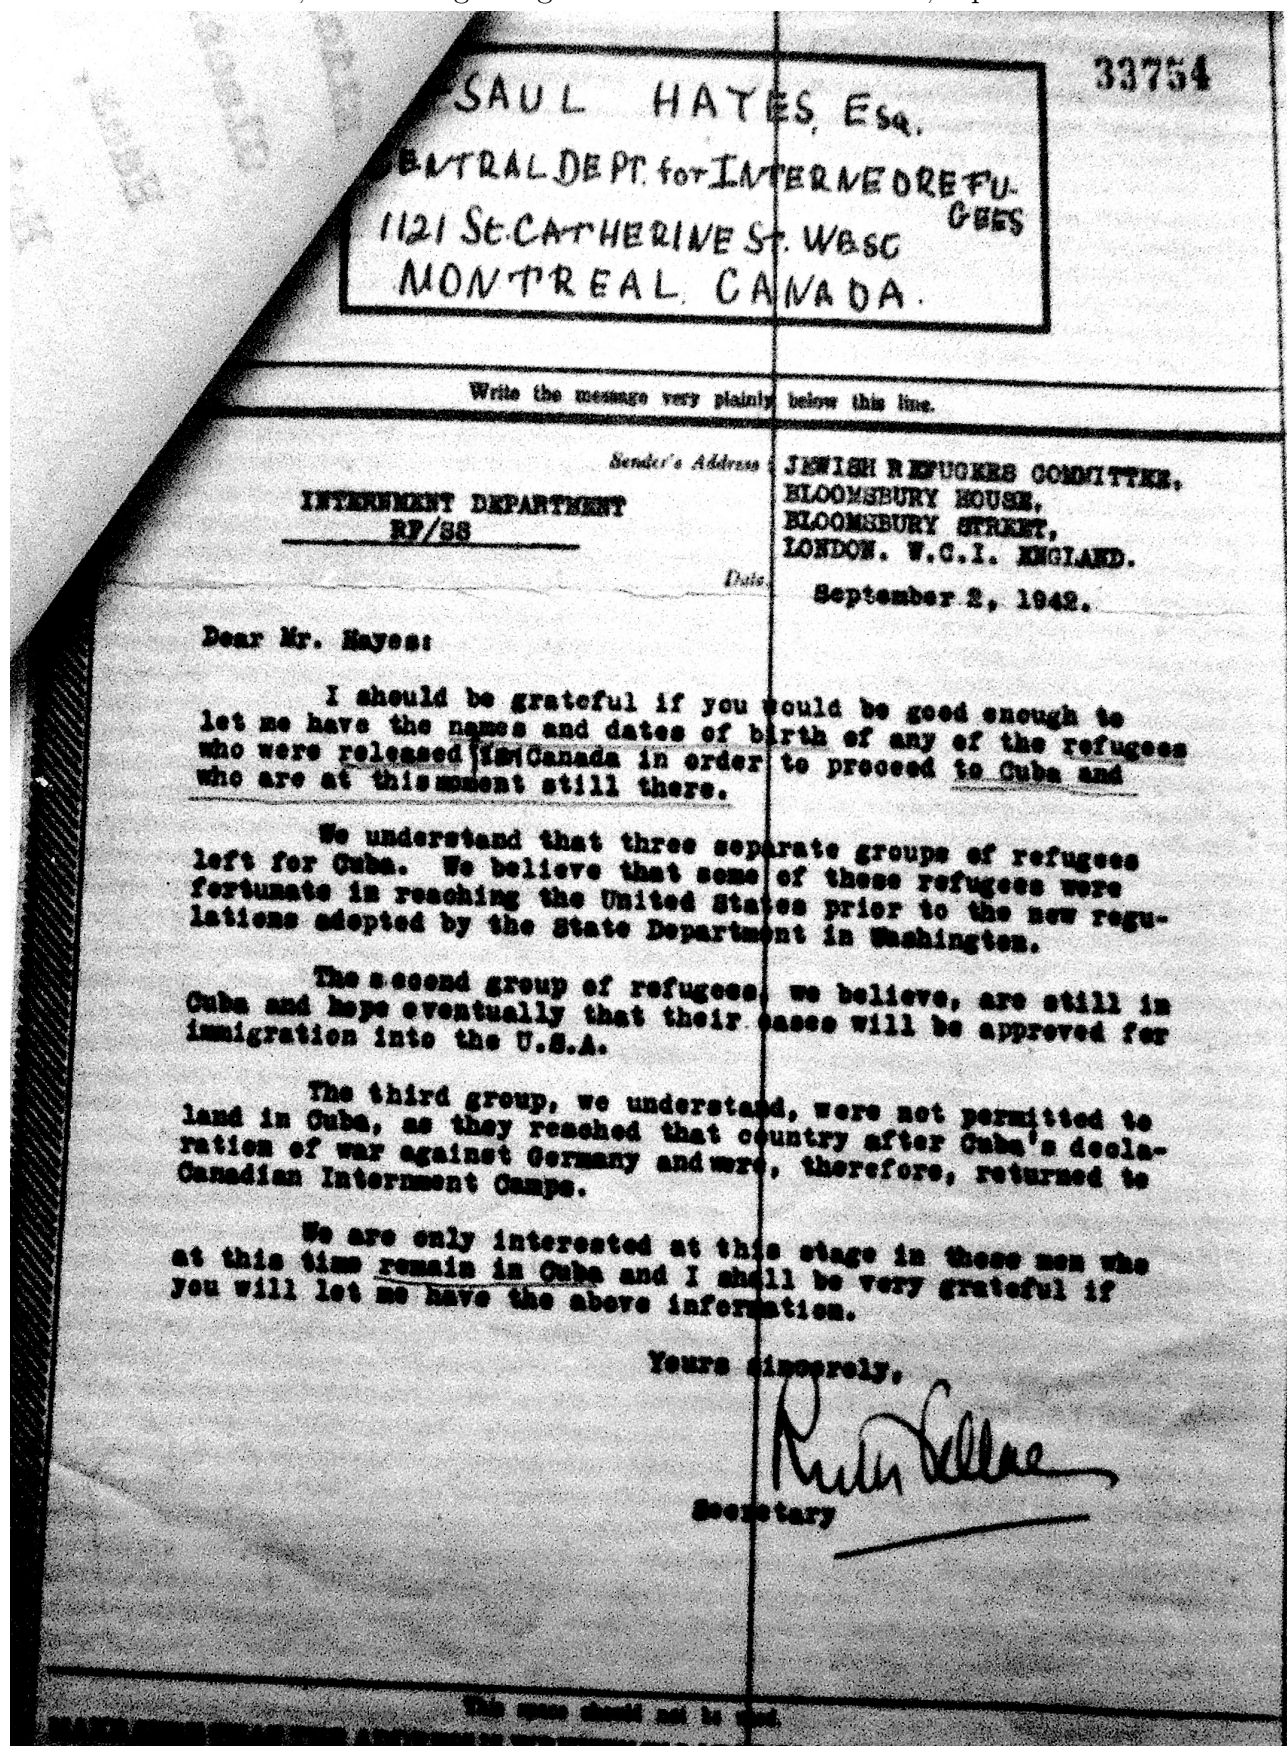 33754
SAUL HAYES, Esq.
CENTRAL DEPT. for INTERNED REFU-
GEES
1121 St. CATHERINE St. West
MONTREAL. CANADA.
Write the message very plainly below this line.
Sender's Address: JEWISH REFUGEES COMMITTEE,
BLOOMSBURY HOUSE,
INTERNMENT DEPARTMENT
BLOOMSBURY STREET,
RF/SS
LONDON. W.C.I. ENGLAND.
Date.
September 2, 1942.
Dear Mr. Hayes:
I should be grateful if you would be good enough to
let me have the names and dates of birth of any of the refugees
who were released in Canada in order to proceed to Cuba and
who are at this moment still there.
We understand that three separate groups of refugees
left for Cuba. We believe that some of these refugees were
fortunate in reaching the United States prior to the new regu-
lations adopted by the State Department in Washington.
The second group of refugees, we believe, are still in
Cuba and hope eventually that their cases will be approved for
immigration into the U.S.A.
The third group, we understand, were not permitted to
land in Cuba, as they reached that country after Cuba's decla-
ration of war against Germany and were, therefore, returned to
Canadian Internment Camps.
We are only interested at this stage in these men who
at this time remain in Cuba and I shall be very grateful if
you will let me have the above information.
Yours sincerely,
Secretary
This space should not be used.